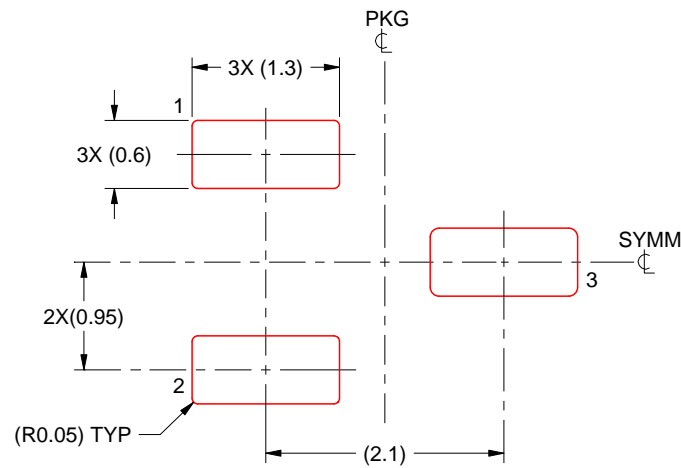 PKG
℄
3X (1.3)
1
3X (0.6)
SYMM
℄
3
2X(0.95)
2
(R0.05) TYP
(2.1)